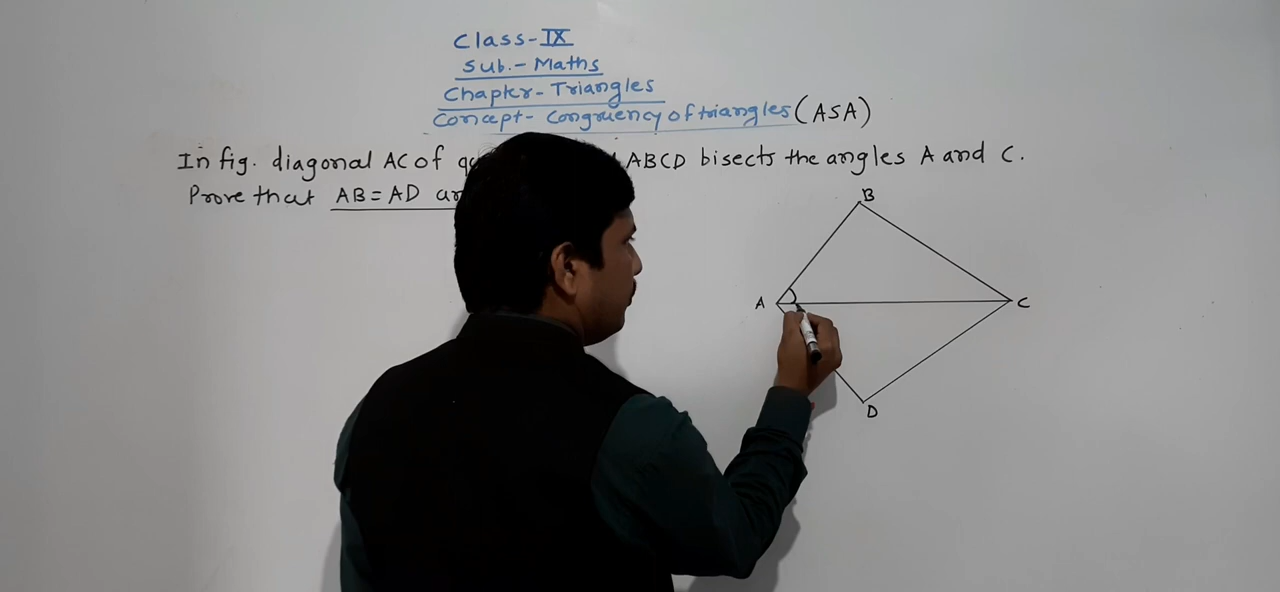 Class-IX
Sub.- Maths
Chapter- Triangles
Concept- Congruency of triangles (ASA)
In fig. diagonal AC of ABCD bisects the angles A and C.
Prove that AB = AD
B
A
C
D